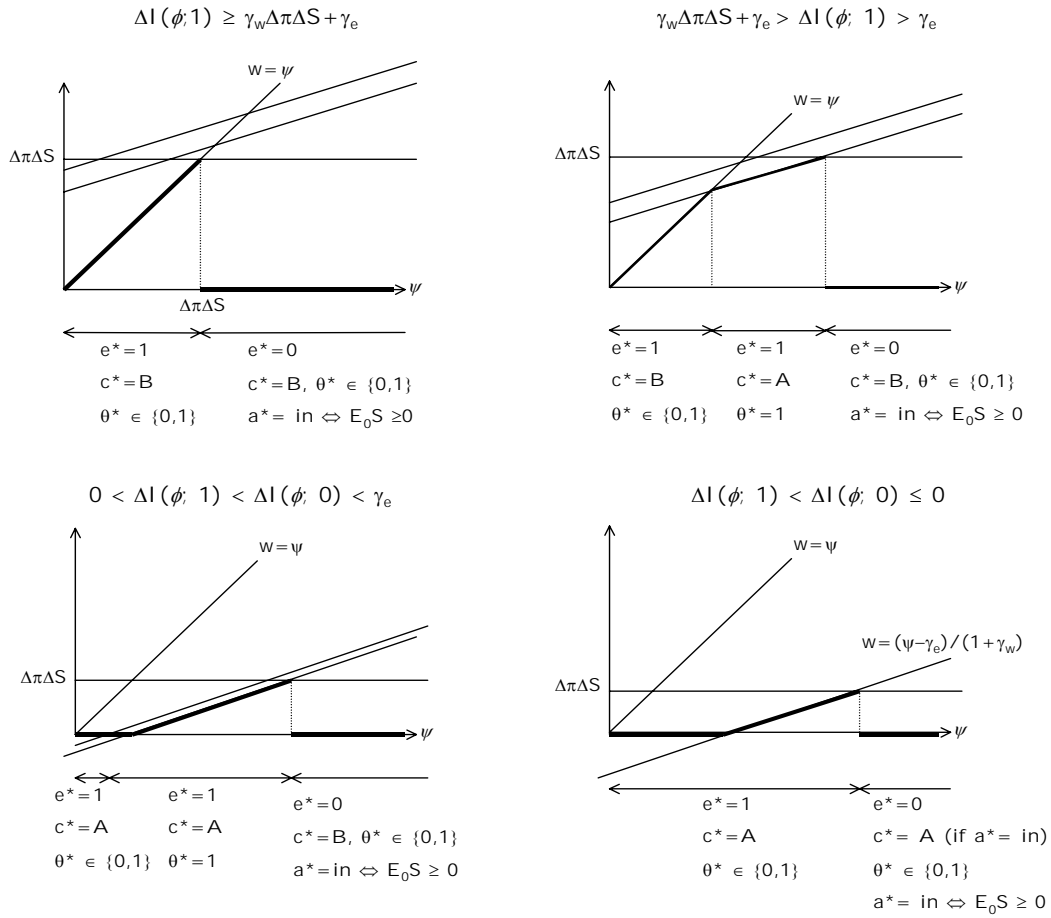 ΔI(ϕ;1) ≥ γwΔπΔS+γe
w=ψ
ΔπΔS
ψ
ΔπΔS
e*=1
e*=0
c*=B
c*=B, θ* ∈ {0,1}
θ* ∈ {0,1}
a*= in ⇔ E0S ≥0
γwΔπΔS+γe > ΔI(ϕ; 1) > γe
w=ψ
ΔπΔS
ψ
e*=1
e*=1
e*=0
c*=B
c*=A
c*=B, θ* ∈ {0,1}
θ* ∈ {0,1}
θ*=1
a*= in ⇔ E0S ≥ 0
0 < ΔI(ϕ; 1) < ΔI(ϕ; 0) < γe
w=ψ
ΔπΔS
ψ
e*=1
e*=1
e*=0
c*=A
c*=A
c*=B, θ* ∈ {0,1}
θ* ∈ {0,1}
θ*=1
a*=in ⇔ E0S ≥ 0
ΔI(ϕ; 1) < ΔI(ϕ; 0) ≤ 0
w=ψ
w=(ψ−γe)/(1+γw)
ΔπΔS
ψ
e*=1
e*=0
c*=A
c*= A (if a*= in)
θ* ∈ {0,1}
θ* ∈ {0,1}
a*= in ⇔ E0S ≥ 0